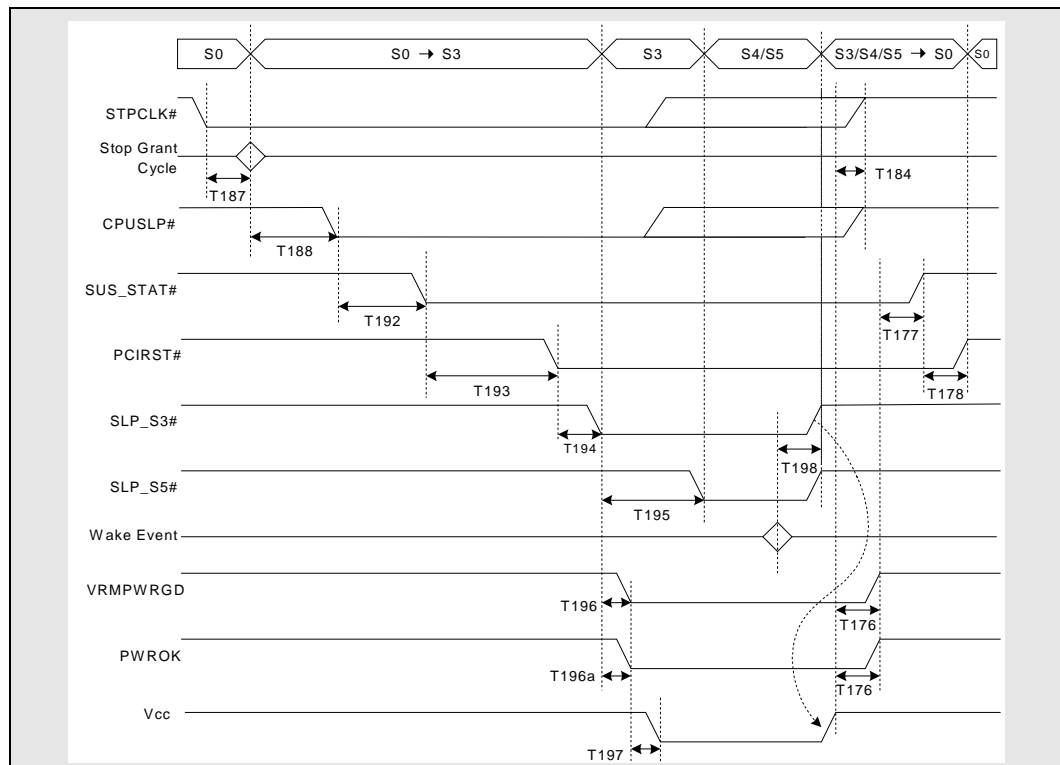 S0 S0 → S3 S3 S4/S5 S3/S4/S5 → S0 S0
STPCLK#
Stop Grant
Cycle
T187
T184
CPUSLP#
T188
SUS_STAT#
T192
T177
PCIRST#
T193
T178
SLP_S3#
T194
T198
SLP_S5#
T195
Wake Event
VRMPWRGD
T196
T176
PWROK
T196a
T176
Vcc
T197